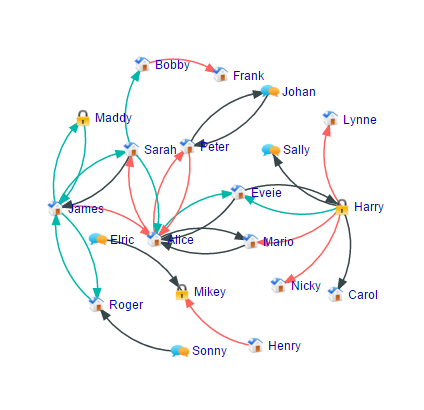 Bobby
Frank
Johan
Maddy
Lynne
Sarah
Peter
Sally
Eveie
James
Harry
Elric
Alice
Mario
Nicky
Mikey
Carol
Roger
Sonny
Henry